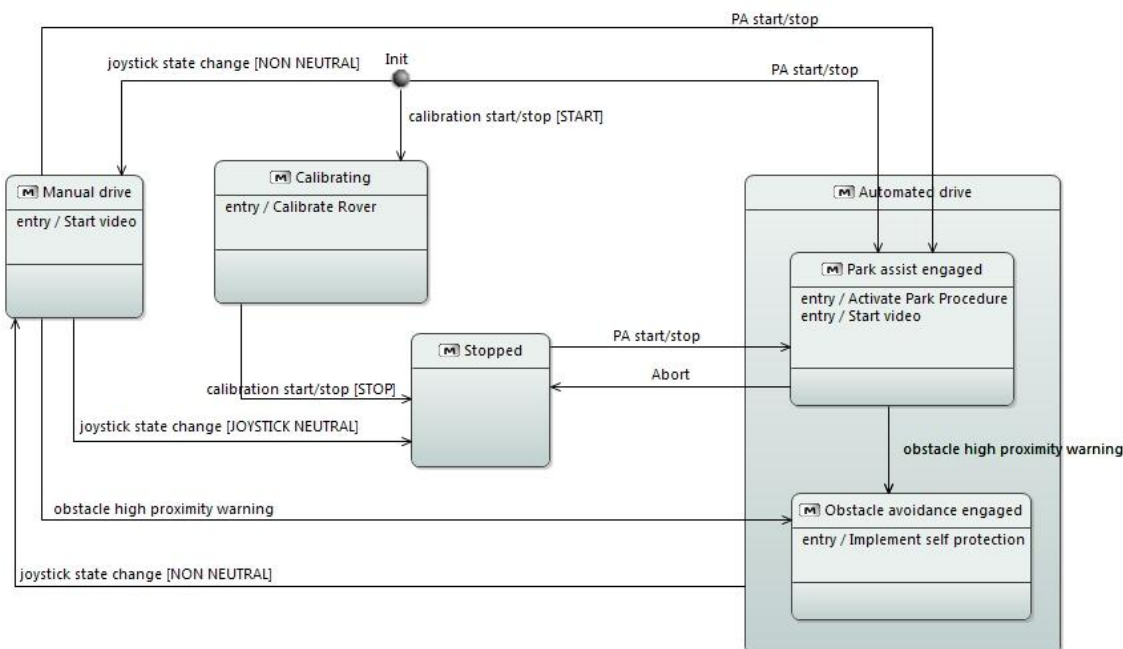 PA start/stop
Init
joystick state change [NON NEUTRAL]
PA start/stop
calibration start/stop [START]
M Calibrating
entry / Calibrate Rover
M Manual drive
entry / Start video
M Automated drive
M Park assist engaged
entry / Activate Park Procedure
entry / Start video
M Stopped
PA start/stop
Abort
calibration start/stop [STOP]
joystick state change [JOYSTICK NEUTRAL]
obstacle high proximity warning
obstacle high proximity warning
M Obstacle avoidance engaged
entry / Implement self protection
joystick state change [NON NEUTRAL]